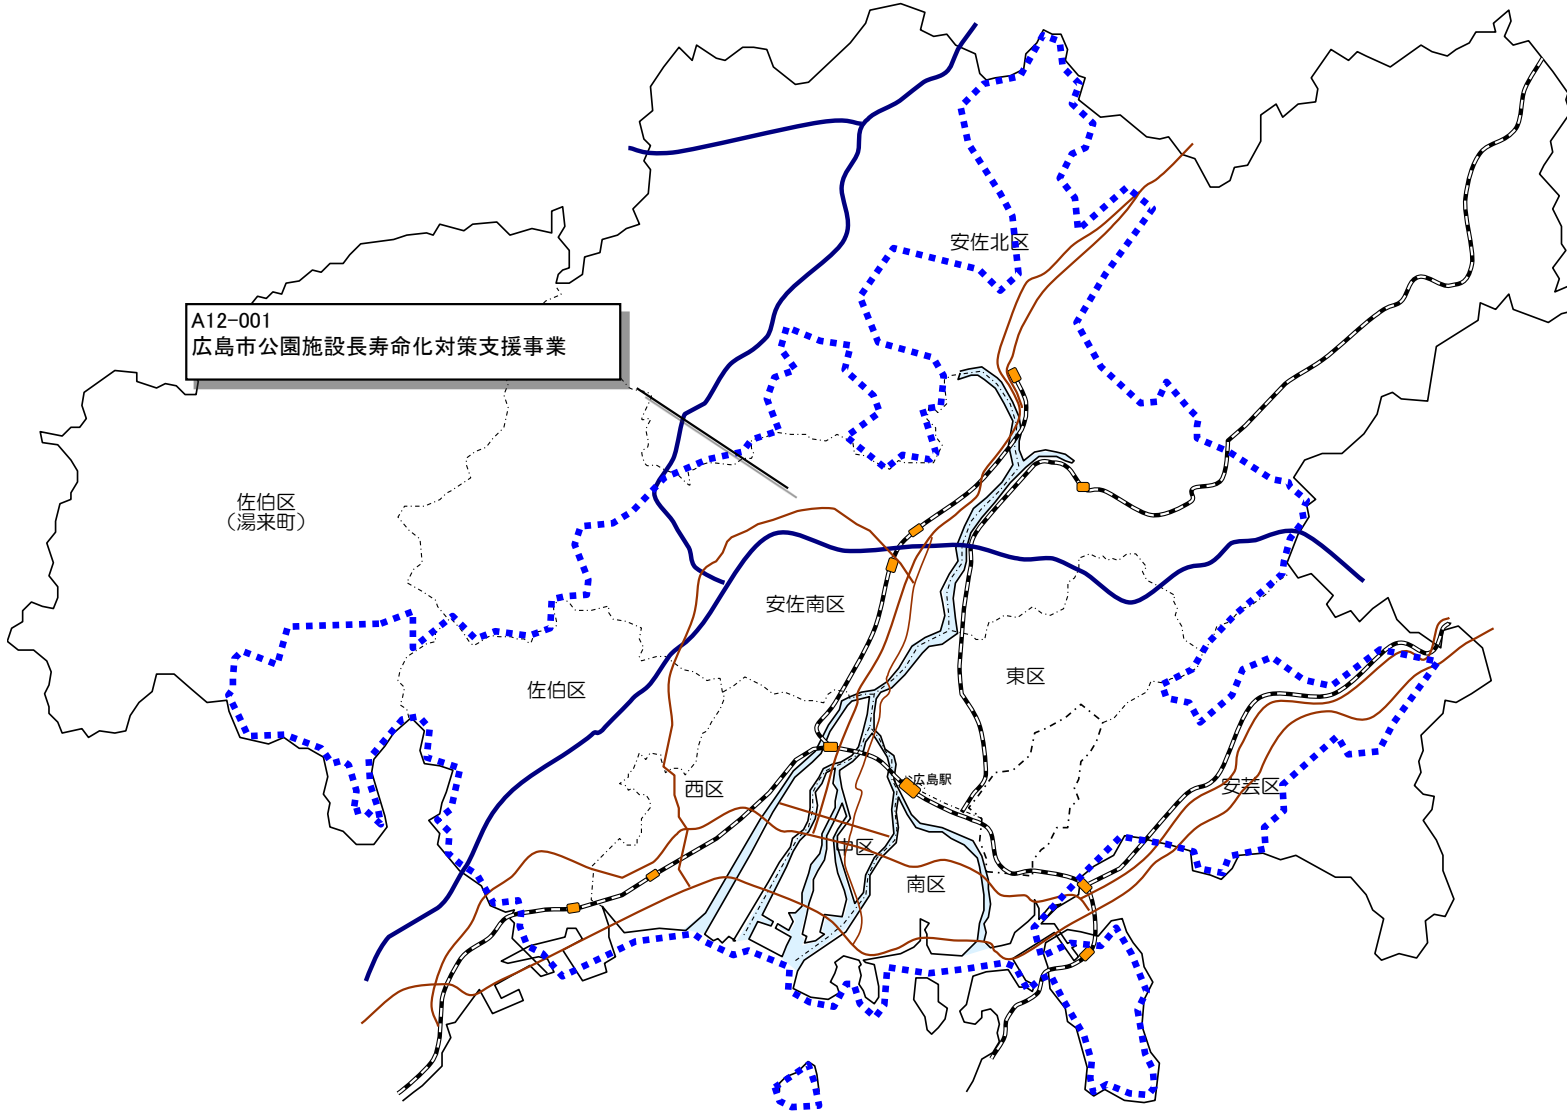 安佐北区
A12-001
広島市公園施設長寿命化対策支援事業
佐伯区
（湯来町）
安佐南区
佐伯区
東区
広島駅
西区
安芸区
中区
南区